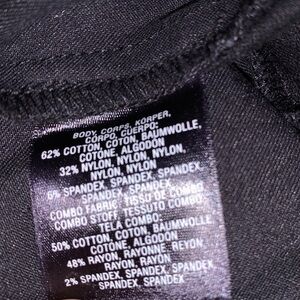 BODY, CORPS, KORPER,
CORPO, CUERPO:
62% COTTON, COTON, BAUMWOLLE,
COTONE, ALGODON
32% NYLON, NYLON,
NYLON, NYLON,
6% SPANDEX, SPANDEX,
SPANDEX, SPANDEX, SPANDEX
COMBO FABRIC, TISSU DE COMBO
COMBO STOFF, TESSUTO COMBO,
TELA COMBO:
50% COTTON, COTON, BAUMWOLLE
COTONE, ALGODON
48% RAYON, RAYONNE, REYON
RAYON, RAYON
2% SPANDEX, SPANDEX, SPANDEX
SPANDEX, SPANDEX